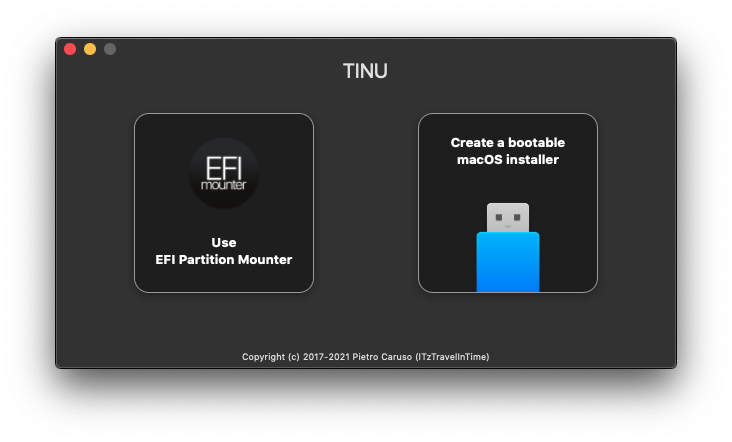 TINU
EFI
mounter
Use
EFI Partition Mounter
Create a bootable
macOS installer
Copyright (c) 2017-2021 Pietro Caruso (ITzTravelInTime)